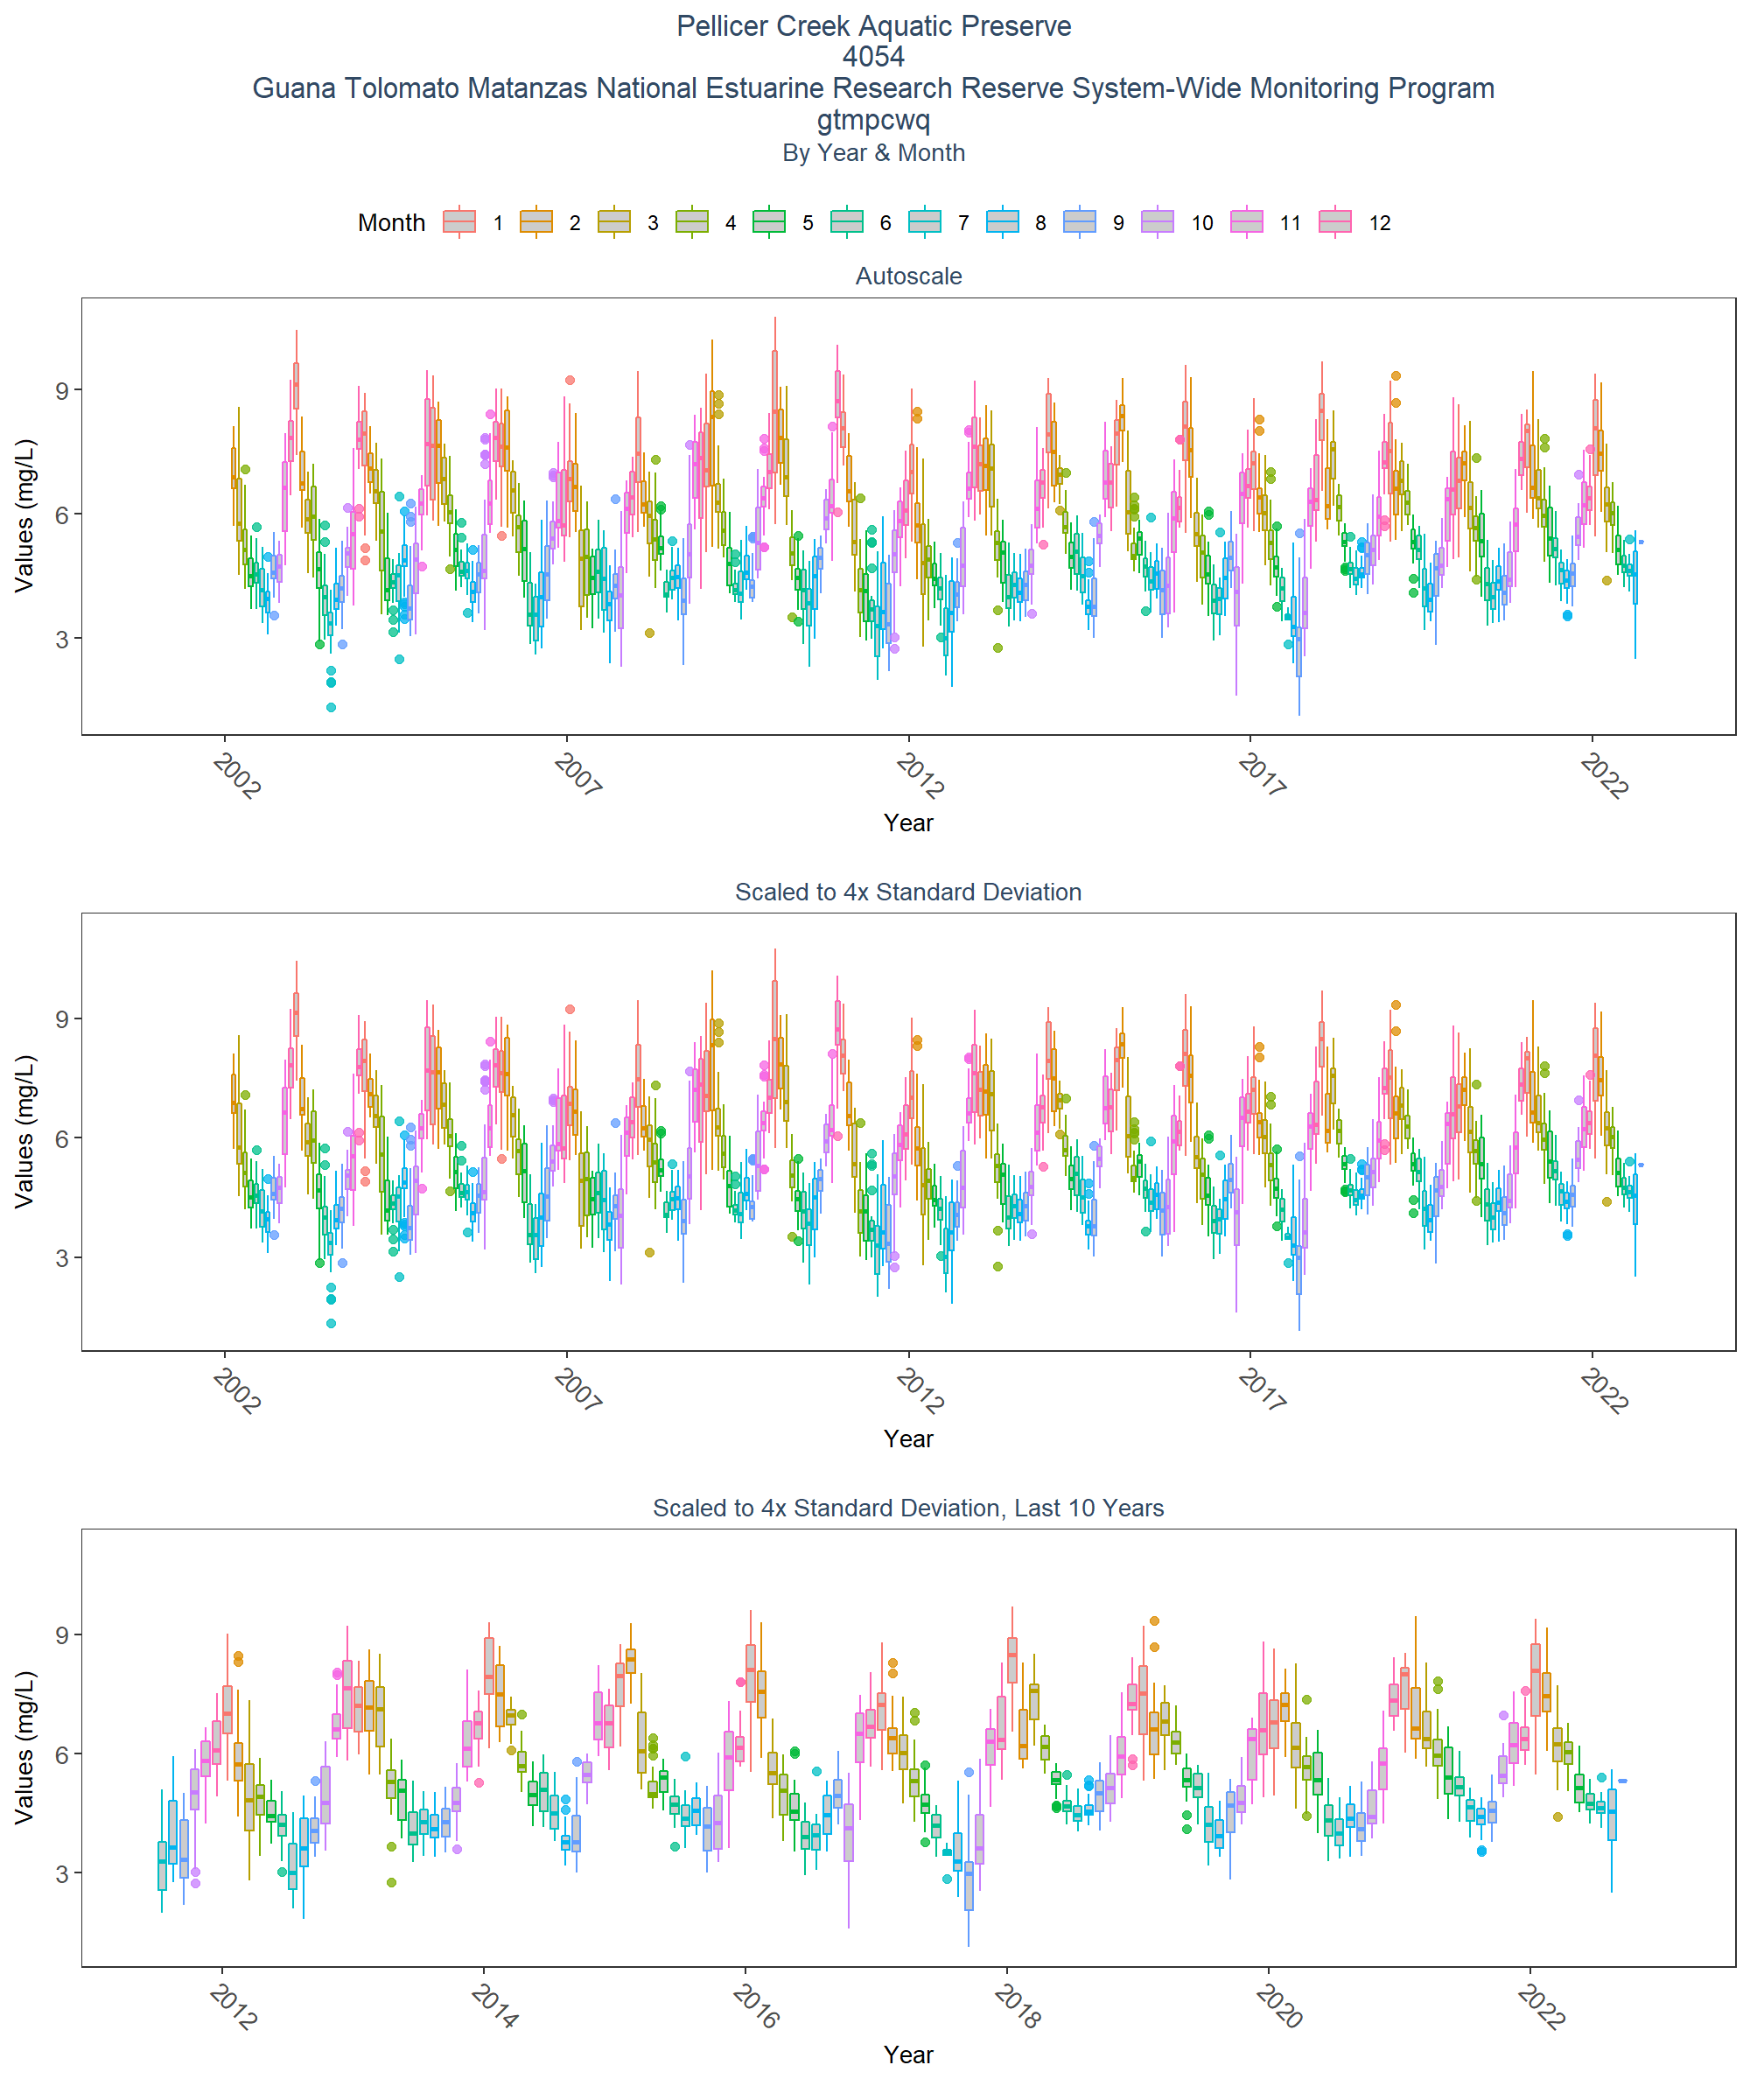 Pellicer Creek Aquatic Preserve
4054
Guana Tolomato Matanzas National Estuarine Research Reserve System-Wide Monitoring Program
gtmpcwq
By Year & Month
Month 1 2 3 4 5 6 7 8 9 10 11 12
Autoscale
Values (mg/L)
9
6
3
2002 2007 2012 2017 2022
Year
Scaled to 4x Standard Deviation
Values (mg/L)
9
6
3
2002 2007 2012 2017 2022
Year
Scaled to 4x Standard Deviation, Last 10 Years
Values (mg/L)
9
6
3
2012 2014 2016 2018 2020 2022
Year